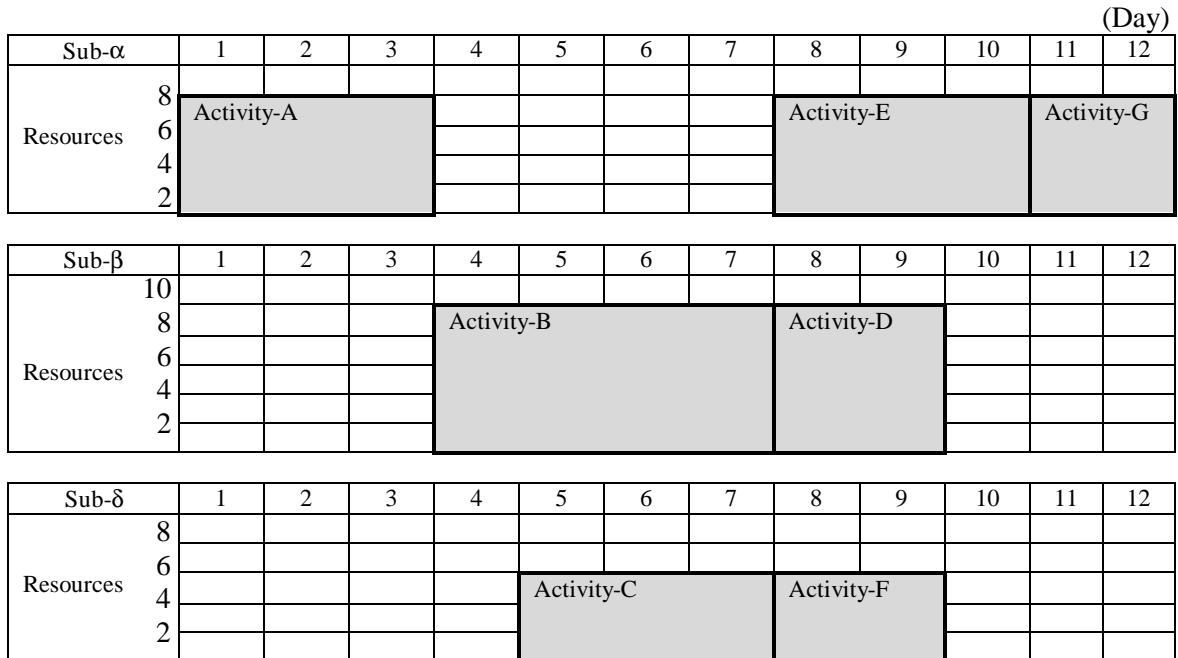 (Day)
Sub-α 1 2 3 4 5 6 7 8 9 10 11 12
8
Activity-A Activity-E Activity-G
Resources 6
4
2
Sub-β 1 2 3 4 5 6 7 8 9 10 11 12
10
8 Activity-B Activity-D
6
Resources
4
2
Sub-δ 1 2 3 4 5 6 7 8 9 10 11 12
8
6
Resources 4 Activity-C Activity-F
2